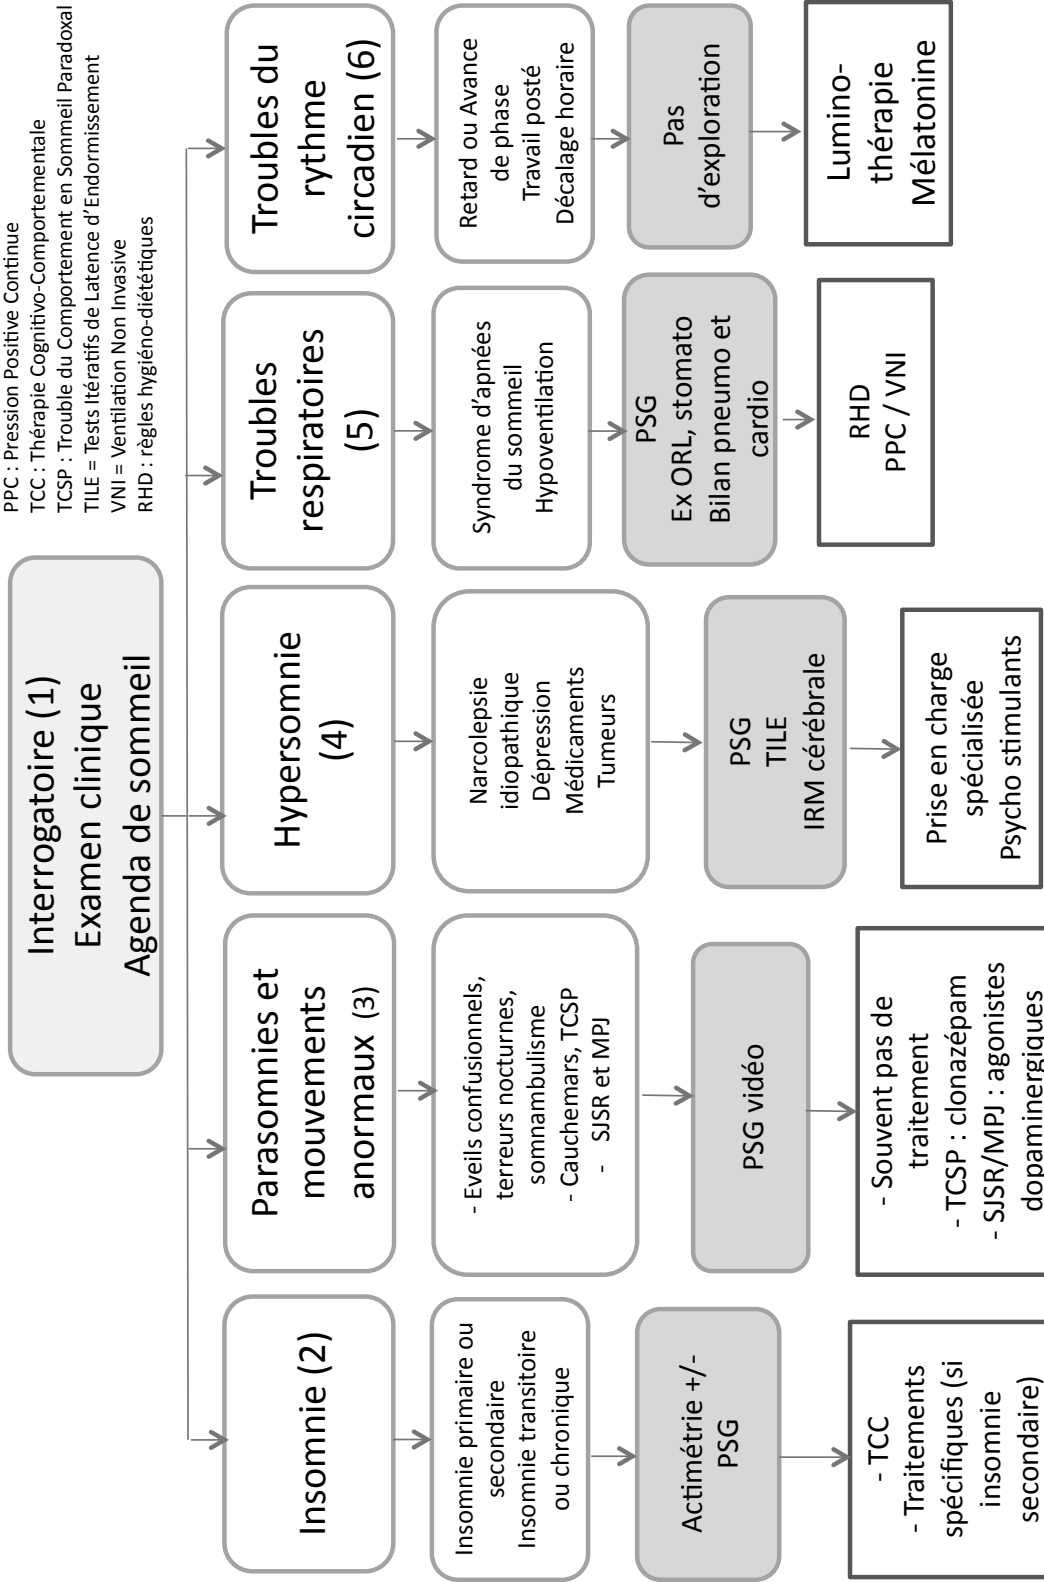 PPC : Pression Positive Continue
TCC : Thérapie Cognitivo-Comportementale
TCSP : Trouble du Comportement en Sommeil Paradoxal
TILE = Tests Itératifs de Latence d'Endormissement
VNI = Ventilation Non Invasive
RHD : règles hygiéno-diététiques
Interrogatoire (1)
Examen clinique
Agenda de sommeil
Insomnie (2)
Insomnie primaire ou
secondaire
Insomnie transitoire
ou chronique
Actimétrie +/-
PSG
- TCC
- Traitements
spécifiques (si
insomnie
secondaire)
Parasomnies et
mouvements
anormaux (3)
- Eveils confusionnels,
terreurs nocturnes,
somnambulisme
- Cauchemars, TCSP
- SJSR et MPJ
PSG vidéo
- Souvent pas de
traitement
- TCSP : clonazépam
- SJSR/MPJ : agonistes
dopaminergiques
Hypersomnie
(4)
Narcolepsie
idiopathique
Dépression
Médicaments
Tumeurs
PSG
TILE
IRM cérébrale
Prise en charge
spécialisée
Psycho stimulants
Troubles
respiratoires
(5)
Syndrome d'apnées
du sommeil
Hypoventilation
PSG
Ex ORL, stomato
Bilan pneumo et
cardio
RHD
PPC / VNI
Troubles du
rythme
circadien (6)
Retard ou Avance
de phase
Travail posté
Décalage horaire
Pas
d'exploration
Lumino-
thérapie
Mélatonine